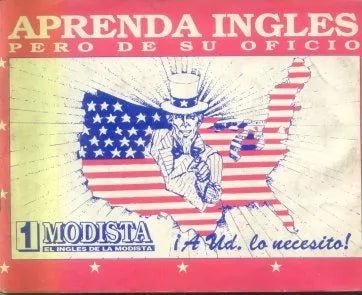 APRENDA INGLES
PERO DE SU OFICIO
1 MODISTA
EL INGLES DE LA MODISTA
¡A Ud. lo necesito!